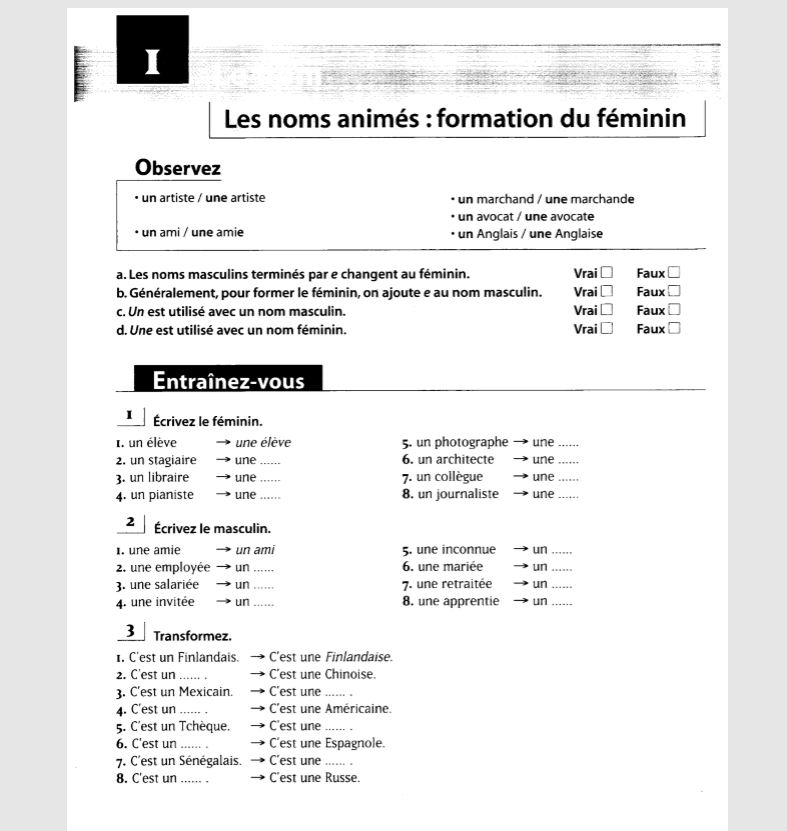 I
Les noms animés : formation du féminin
Observez
• un artiste / une artiste
• un ami / une amie
• un marchand / une marchande
• un avocat / une avocate
• un Anglais / une Anglaise
a. Les noms masculins terminés par e changent au féminin. Vrai Faux
b. Généralement, pour former le féminin, on ajoute e au nom masculin. Vrai Faux
c. Un est utilisé avec un nom masculin. Vrai Faux
d. Une est utilisé avec un nom féminin. Vrai Faux
Entraînez-vous
1 Écrivez le féminin.
1. un élève → une élève
2. un stagiaire → une ......
3. un libraire → une ......
4. un pianiste → une ......
5. un photographe → une ......
6. un architecte → une ......
7. un collègue → une ......
8. un journaliste → une ......
2 Écrivez le masculin.
1. une amie → un ami
2. une employée → un ......
3. une salariée → un ......
4. une invitée → un ......
5. une inconnue → un ......
6. une mariée → un ......
7. une retraitée → un ......
8. une apprentie → un ......
3 Transformez.
1. C'est un Finlandais. → C'est une Finlandaise.
2. C'est un ...... . → C'est une Chinoise.
3. C'est un Mexicain. → C'est une ...... .
4. C'est un ...... . → C'est une Américaine.
5. C'est un Tchèque. → C'est une ...... .
6. C'est un ...... . → C'est une Espagnole.
7. C'est un Sénégalais. → C'est une ...... .
8. C'est un ...... . → C'est une Russe.